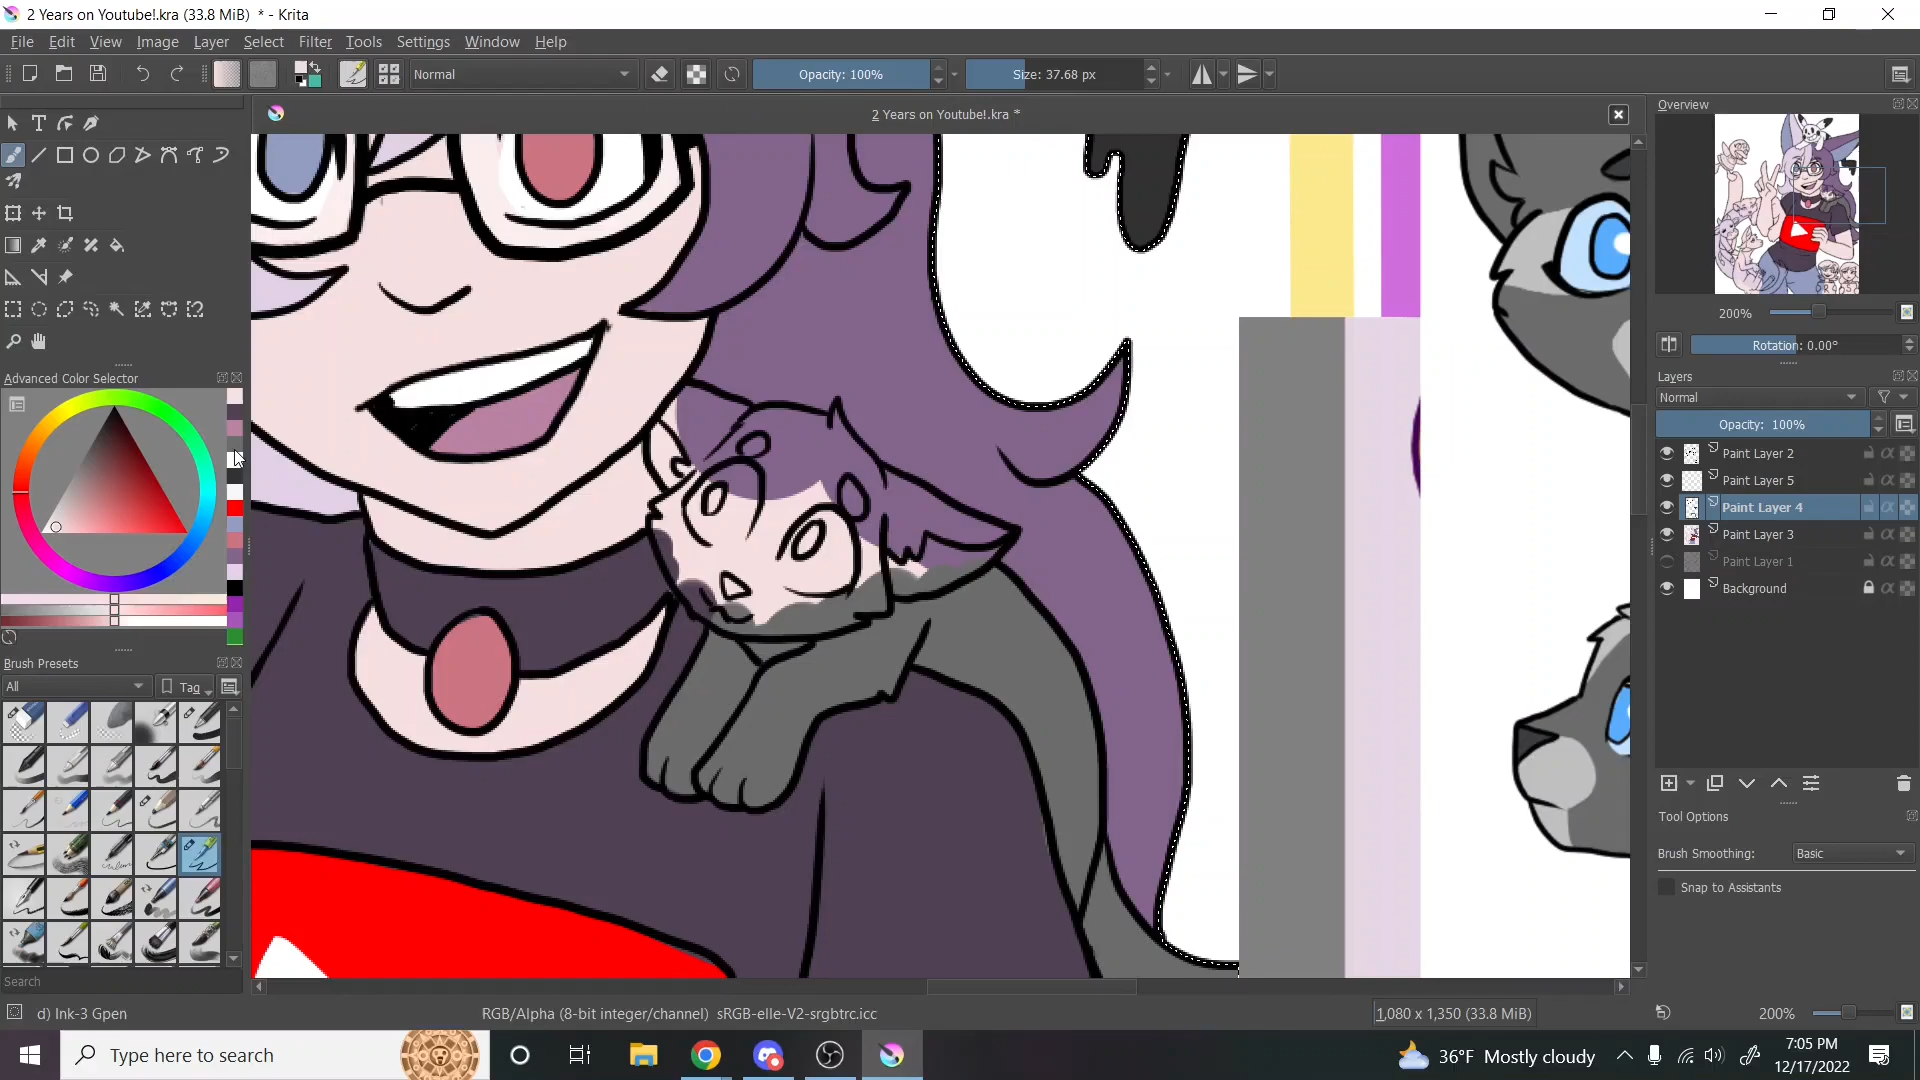 2 Years on Youtube!.kra (33.8 MiB) * - Krita
File Edit View Image Layer Select Filter Tools Settings Window Help
Normal
Opacity: 100%
Size: 37.68 px
2 Years on Youtube!.kra *
Overview
200%
Rotation: 0.00°
Advanced Color Selector
Layers
Normal
Opacity: 100%
Paint Layer 2
Paint Layer 5
Paint Layer 4
Paint Layer 3
Paint Layer 1
Background
Brush Presets
All
Tag
Tool Options
Brush Smoothing:
Basic
Snap to Assistants
Search
d) Ink-3 Gpen
RGB/Alpha (8-bit integer/channel) sRGB-elle-V2-srgbtrc.icc
1,080 x 1,350 (33.8 MiB)
200%
Type here to search
36°F Mostly cloudy
7:05 PM
12/17/2022